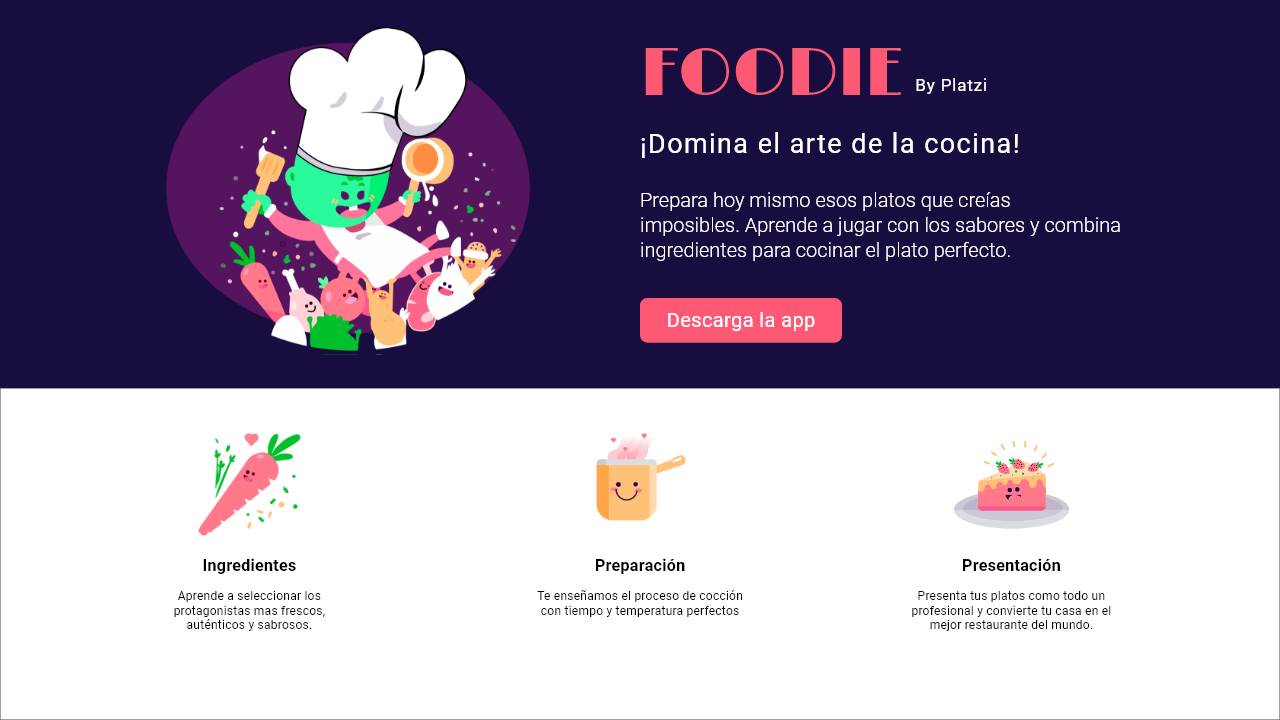 FOODIE By Platzi
¡Domina el arte de la cocina!
Prepara hoy mismo esos platos que creías
imposibles. Aprende a jugar con los sabores y combina
ingredientes para cocinar el plato perfecto.
Descarga la app
Ingredientes
Aprende a seleccionar los
protagonistas mas frescos,
auténticos y sabrosos.
Preparación
Te enseñamos el proceso de cocción
con tiempo y temperatura perfectos
Presentación
Presenta tus platos como todo un
profesional y convierte tu casa en el
mejor restaurante del mundo.